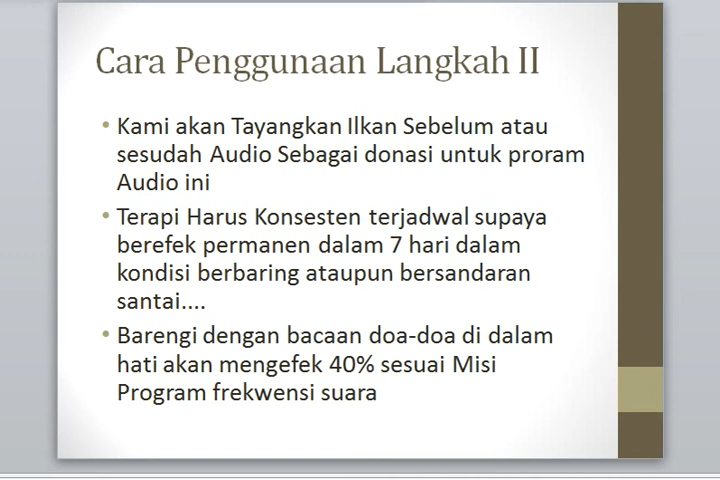 Cara Penggunaan Langkah II
• Kami akan Tayangkan Ilkan Sebelum atau
sesudah Audio Sebagai donasi untuk proram
Audio ini
• Terapi Harus Konsesten terjadwal supaya
berefek permanen dalam 7 hari dalam
kondisi berbaring ataupun bersandaran
santai....
• Barengi dengan bacaan doa-doa di dalam
hati akan mengefek 40% sesuai Misi
Program frekwensi suara